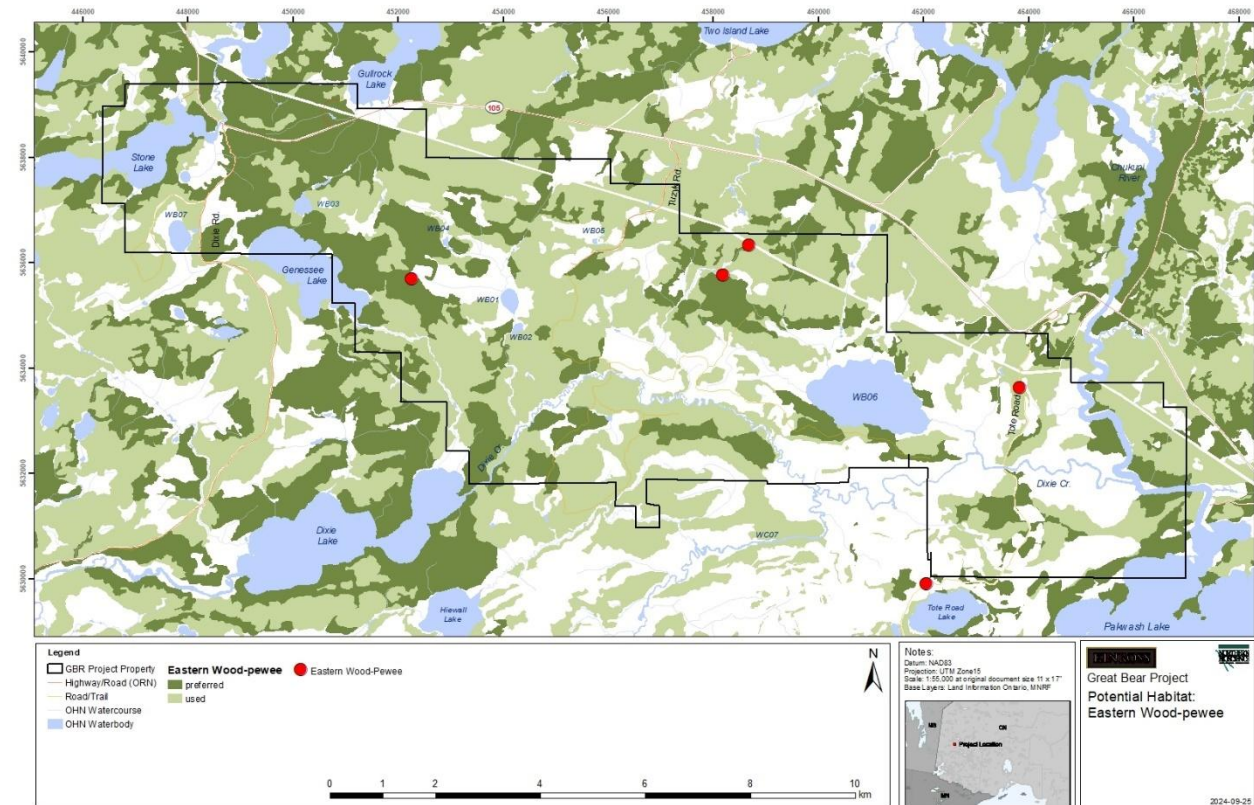 446000 448000 450000 452000 454000 456000 458000 460000 462000 464000 466000 468000
5640000
5638000
5636000
5634000
5632000
5630000
Two Island Lake
Gullrock
Lake
105
Stone
Lake
Chukuni
River
Tuzyk Rd.
WB03
WB07
Dixie Rd.
WB04
WB05
Genessee
Lake
WB01
WB02
WB06
Tote Road
Dixie Cr.
Dixie Cr.
Dixie
Lake
WC07
Hiewall
Lake
Tote Road
Lake
Pakwash Lake
Legend
GBR Project Property
Highway/Road (ORN)
Road/Trail
OHN Watercourse
OHN Waterbody
Eastern Wood-pewee
preferred
used
Eastern Wood-Pewee
N
0 1 2 4 6 8 10
km
Notes:
Datum: NAD83
Projection: UTM Zone15
Scale: 1:55,000 at original document size 11 x 17"
Base Layers: Land Information Ontario, MNRF
MB
ON
Project Location
MN
KINROSS
Great Bear Project
Potential Habitat:
Eastern Wood-pewee
2024-09-25